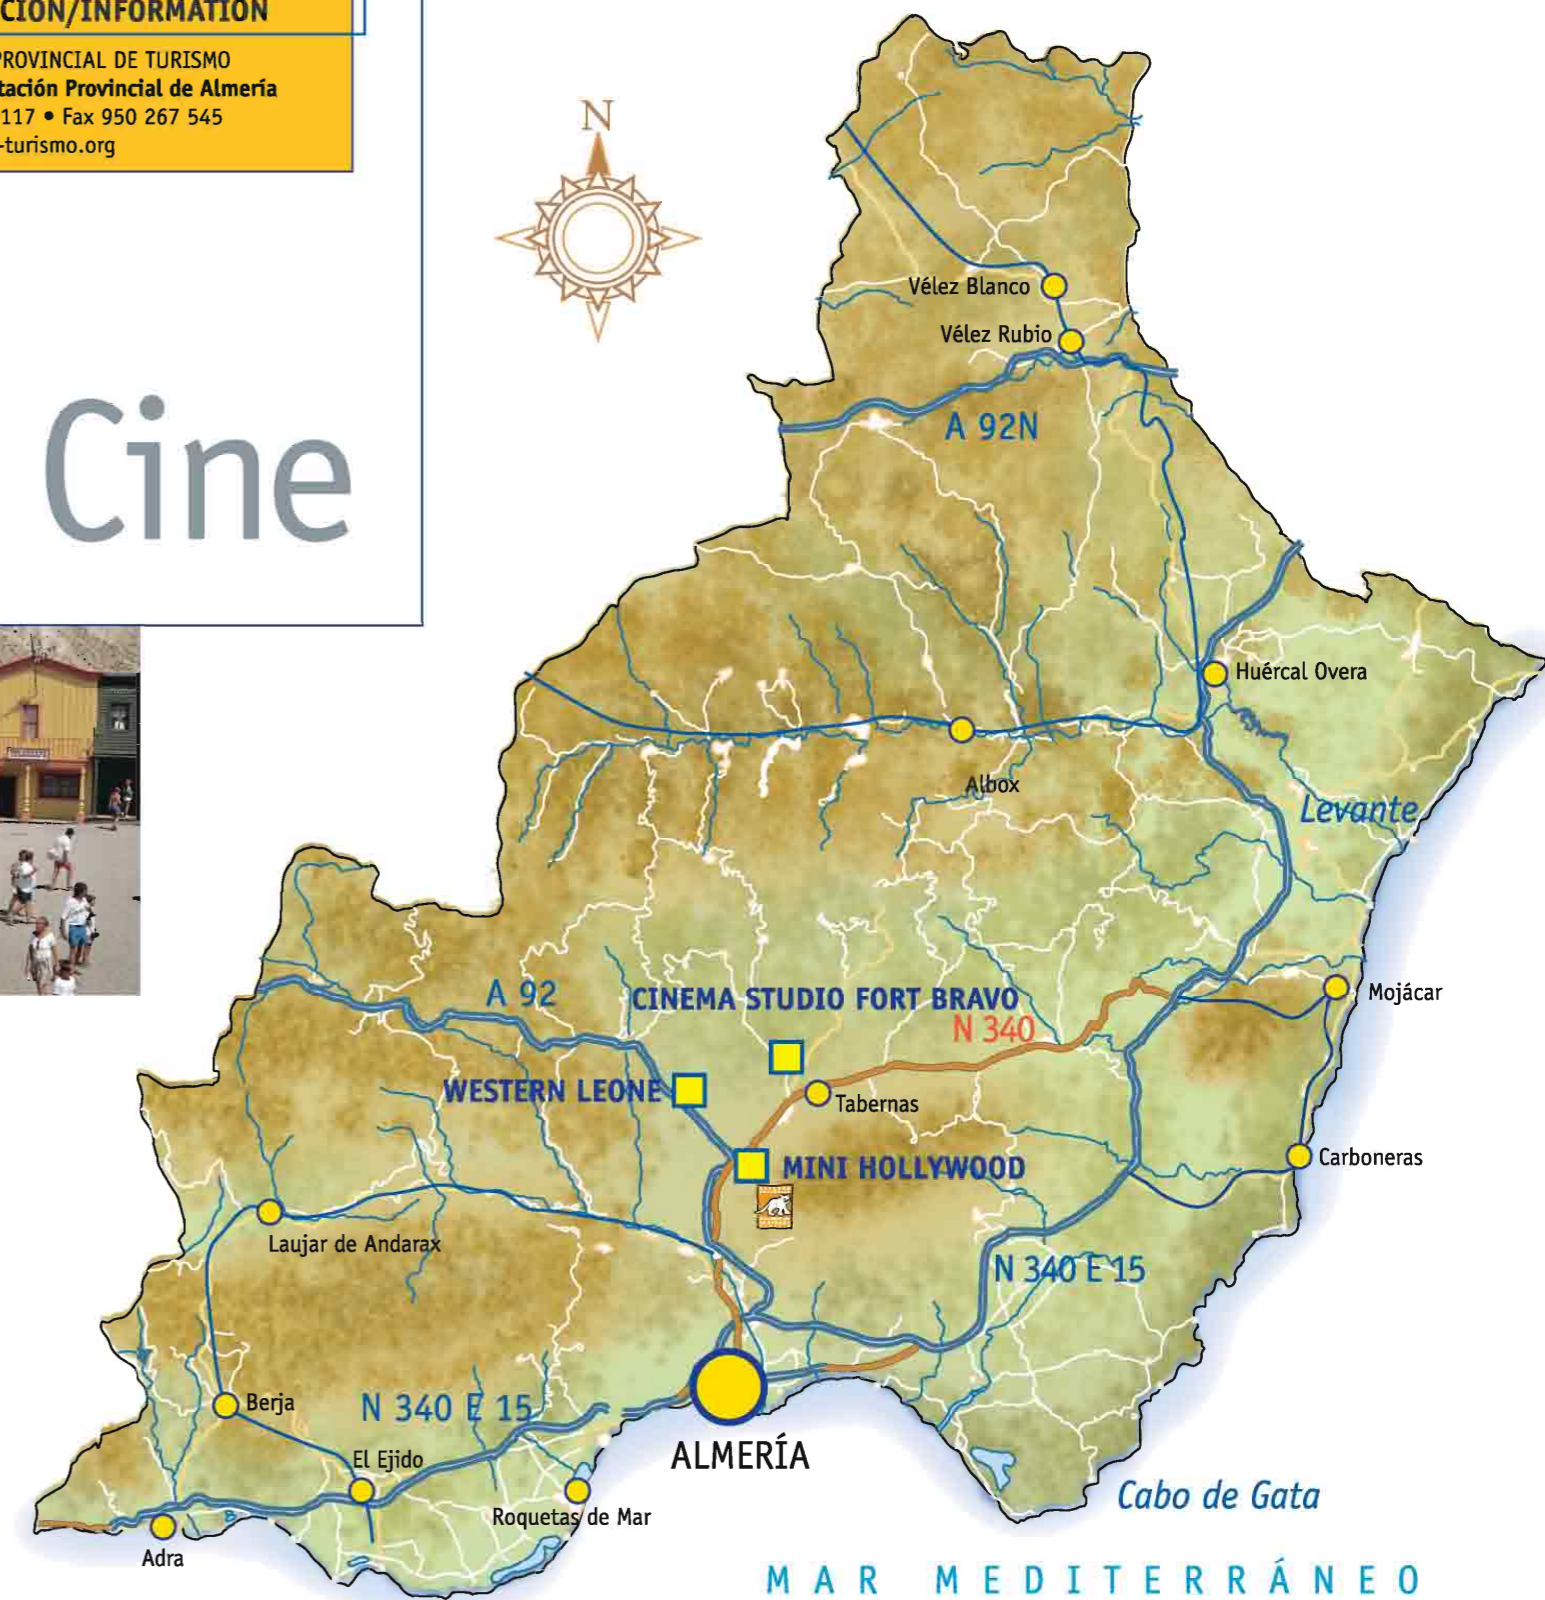 CIÓN/INFORMATION
PROVINCIAL DE TURISMO
tación Provincial de Almería
117 • Fax 950 267 545
-turismo.org
N
Cine
Vélez Blanco
Vélez Rubio
A 92N
Huércal Overa
Albox
Levante
A 92
CINEMA STUDIO FORT BRAVO
N 340
Mojácar
WESTERN LEONE
Tabernas
MINI HOLLYWOOD
Carboneras
Laujar de Andarax
N 340 E 15
Berja
N 340 E 15
El Ejido
ALMERÍA
Roquetas de Mar
Cabo de Gata
Adra
MAR MEDITERRÁNEO